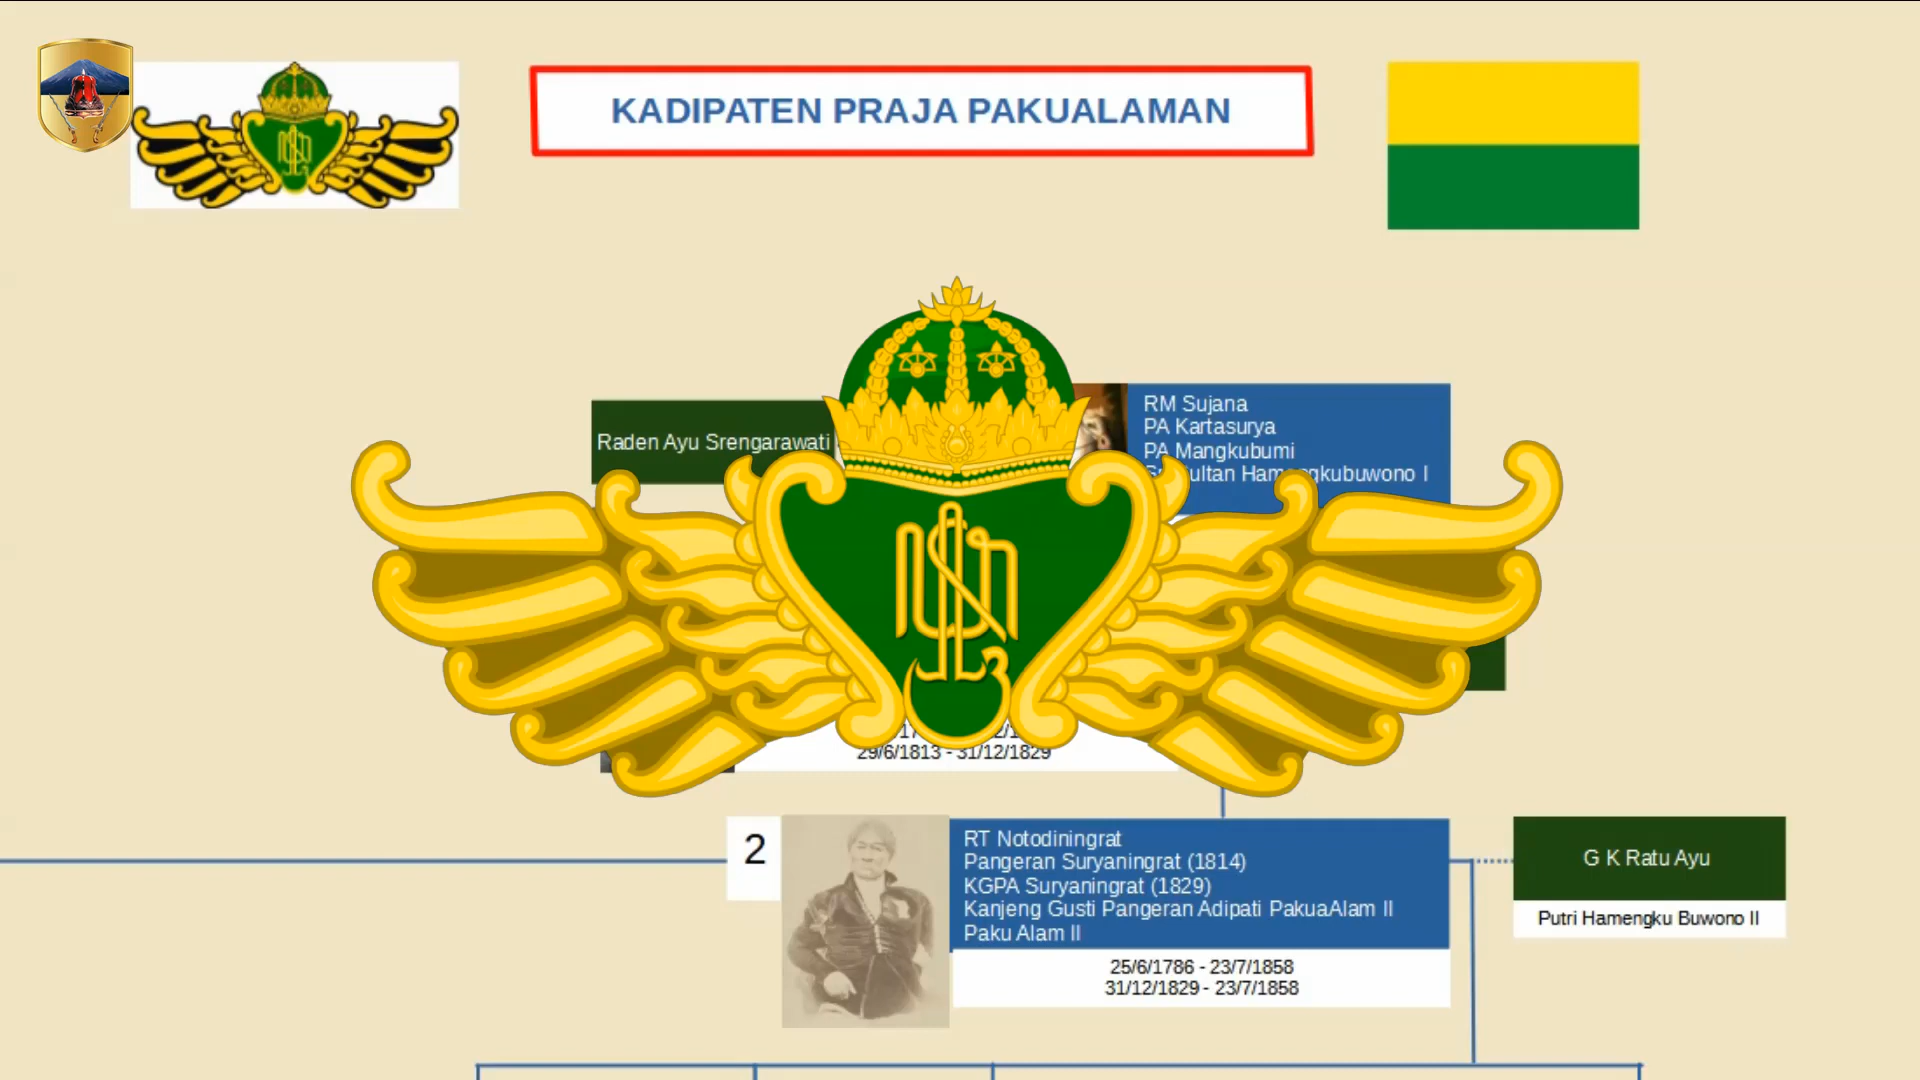 KADIPATEN PRAJA PAKUALAMAN
Raden Ayu Srengarawati
RM Sujana
PA Kartasurya
PA Mangkubumi
Hamengkubuwono I
29/6/1813 - 31/12/1829
2
RT Notodiningrat
Pangeran Suryaningrat (1814)
KGPA Suryaningrat (1829)
Kanjeng Gusti Pangeran Adipati PakuaAlam II
Paku Alam II
25/6/1786 - 23/7/1858
31/12/1829 - 23/7/1858
G K Ratu Ayu
Putri Hamengku Buwono II